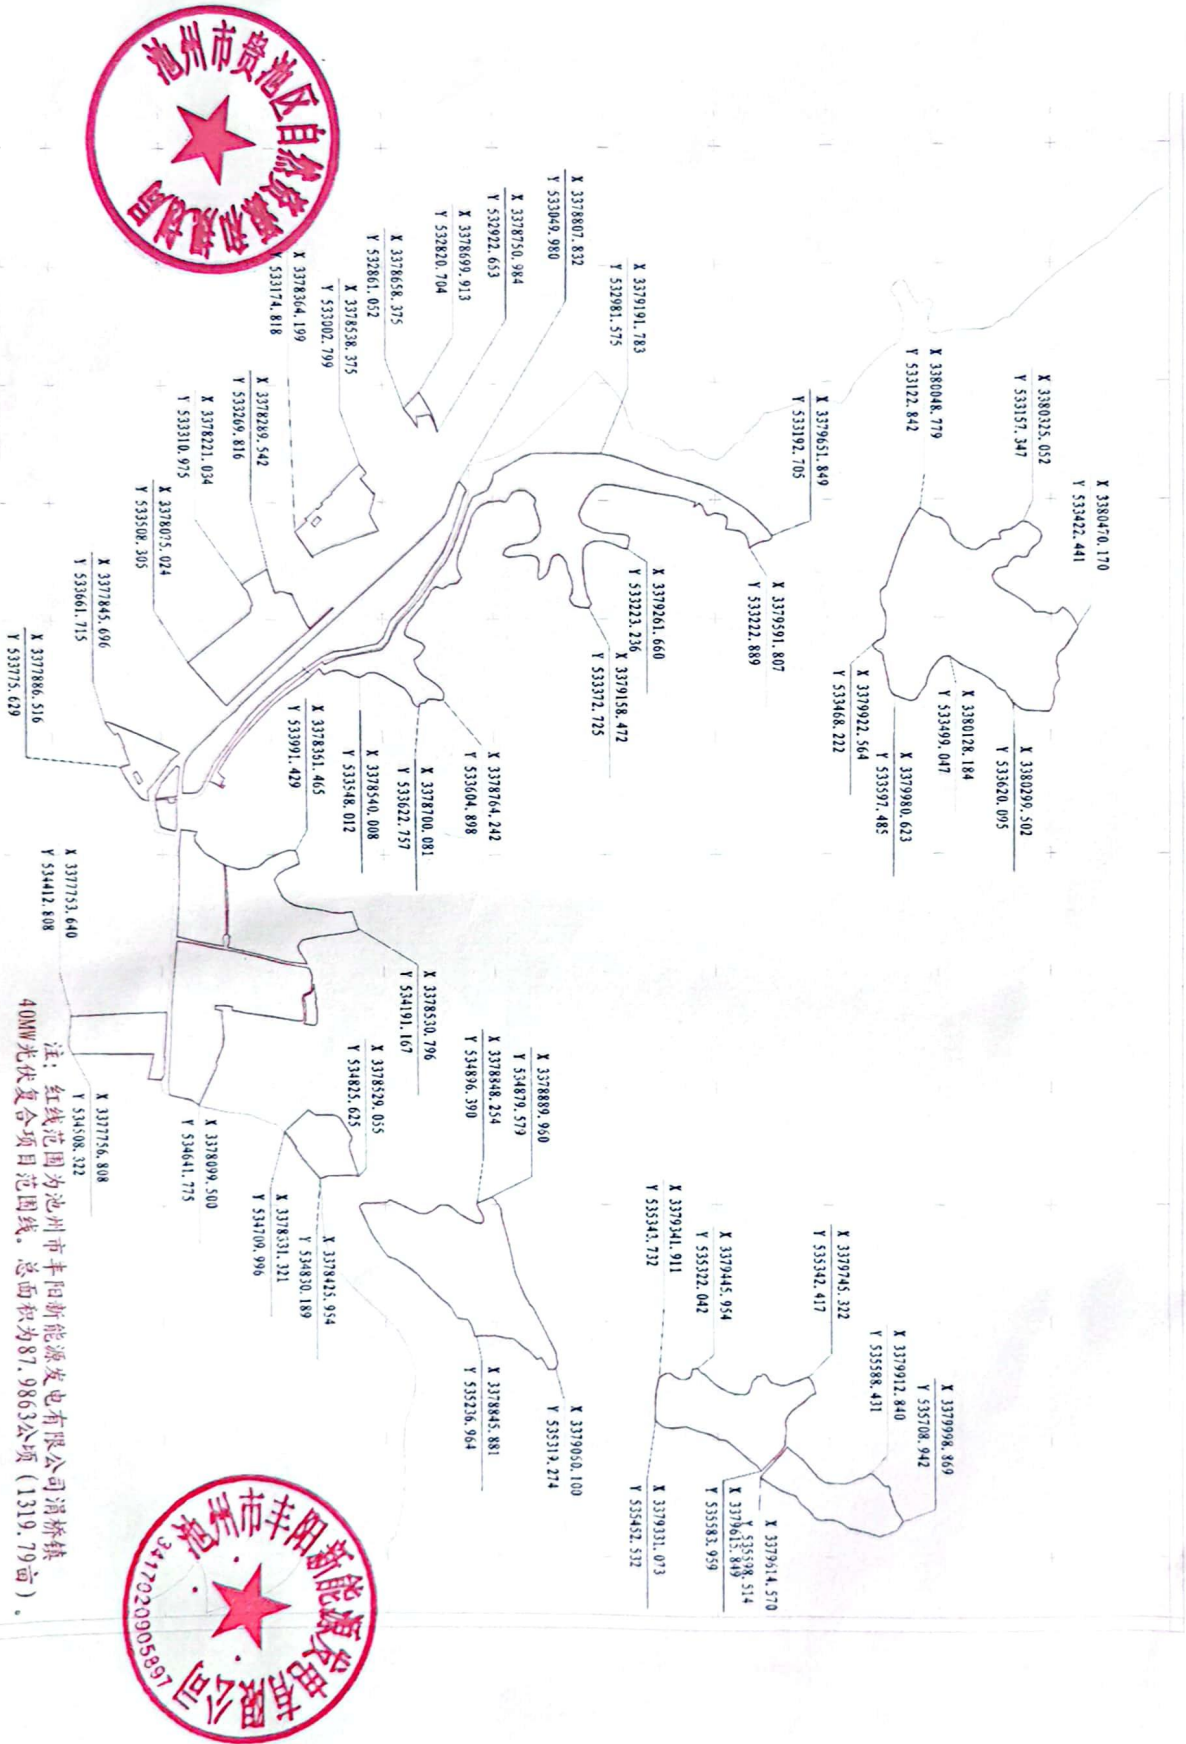 X 3380470.170
Y 533422.441
X 3380325.052
Y 533157.347
X 3380048.779
Y 533122.842
X 3380299.502
Y 533620.095
X 3380128.184
Y 533499.047
X 3379980.623
Y 533597.485
X 3379922.564
Y 533468.222
X 3379651.849
Y 533192.705
X 3379591.807
Y 533222.889
X 3379191.783
Y 532981.575
X 3379261.660
Y 533223.236
X 3379158.472
Y 533372.725
X 3378807.832
Y 533049.980
X 3378750.984
Y 532922.653
X 3378699.913
Y 532820.704
X 3378658.375
Y 532861.052
X 3378538.375
Y 533002.799
X 3378364.199
Y 533174.818
X 3378289.542
Y 533269.816
X 3378221.034
Y 533310.975
X 3378075.024
Y 533508.305
X 3377845.696
Y 533661.715
X 3377886.516
Y 533775.629
X 3378764.242
Y 533604.898
X 3378700.081
Y 533622.757
X 3378540.008
Y 533548.012
X 3378361.465
Y 533991.429
X 3378530.796
Y 534191.167
X 3377753.640
Y 534412.808
X 3377756.808
Y 534508.322
X 3378099.500
Y 534641.775
X 3378529.055
Y 534825.625
X 3378331.321
Y 534709.996
X 3378425.954
Y 534830.189
X 3378889.960
Y 534879.579
X 3378848.254
Y 534896.390
X 3378845.881
Y 535236.964
X 3379050.100
Y 535319.274
X 3379341.911
Y 535343.732
X 3379445.954
Y 535322.042
X 3379745.322
Y 535342.417
X 3379912.840
Y 535588.431
X 3379998.869
Y 535708.942
X 3379614.570
Y 535598.514
X 3379615.849
Y 535583.959
X 3379331.073
Y 535452.532
注：红线范围为池州市丰阳新能源发电有限公司涓桥镇
40MW光伏复合项目范围线。总面积为87.9863公顷（1319.79亩）。
池州市贵池区自然资源和规划局
池州市丰阳新能源发电有限公司
3417020905897